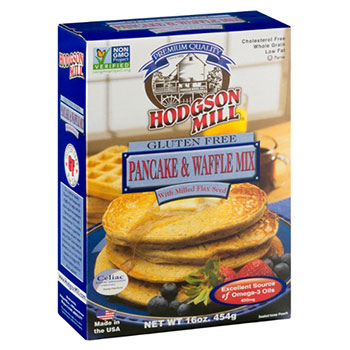 PREMIUM QUALITY
NON
GMO
Project
VERIFIED
nongmoproject.org
Cholesterol Free
Whole Grain
Low Fat
HODGSON
MILL
GLUTEN FREE
PANCAKE & WAFFLE MIX
With Milled Flax Seed
Celiac
Excellent Source
of Omega-3 Oils
Made in
the USA
NET WT 16oz. 454g